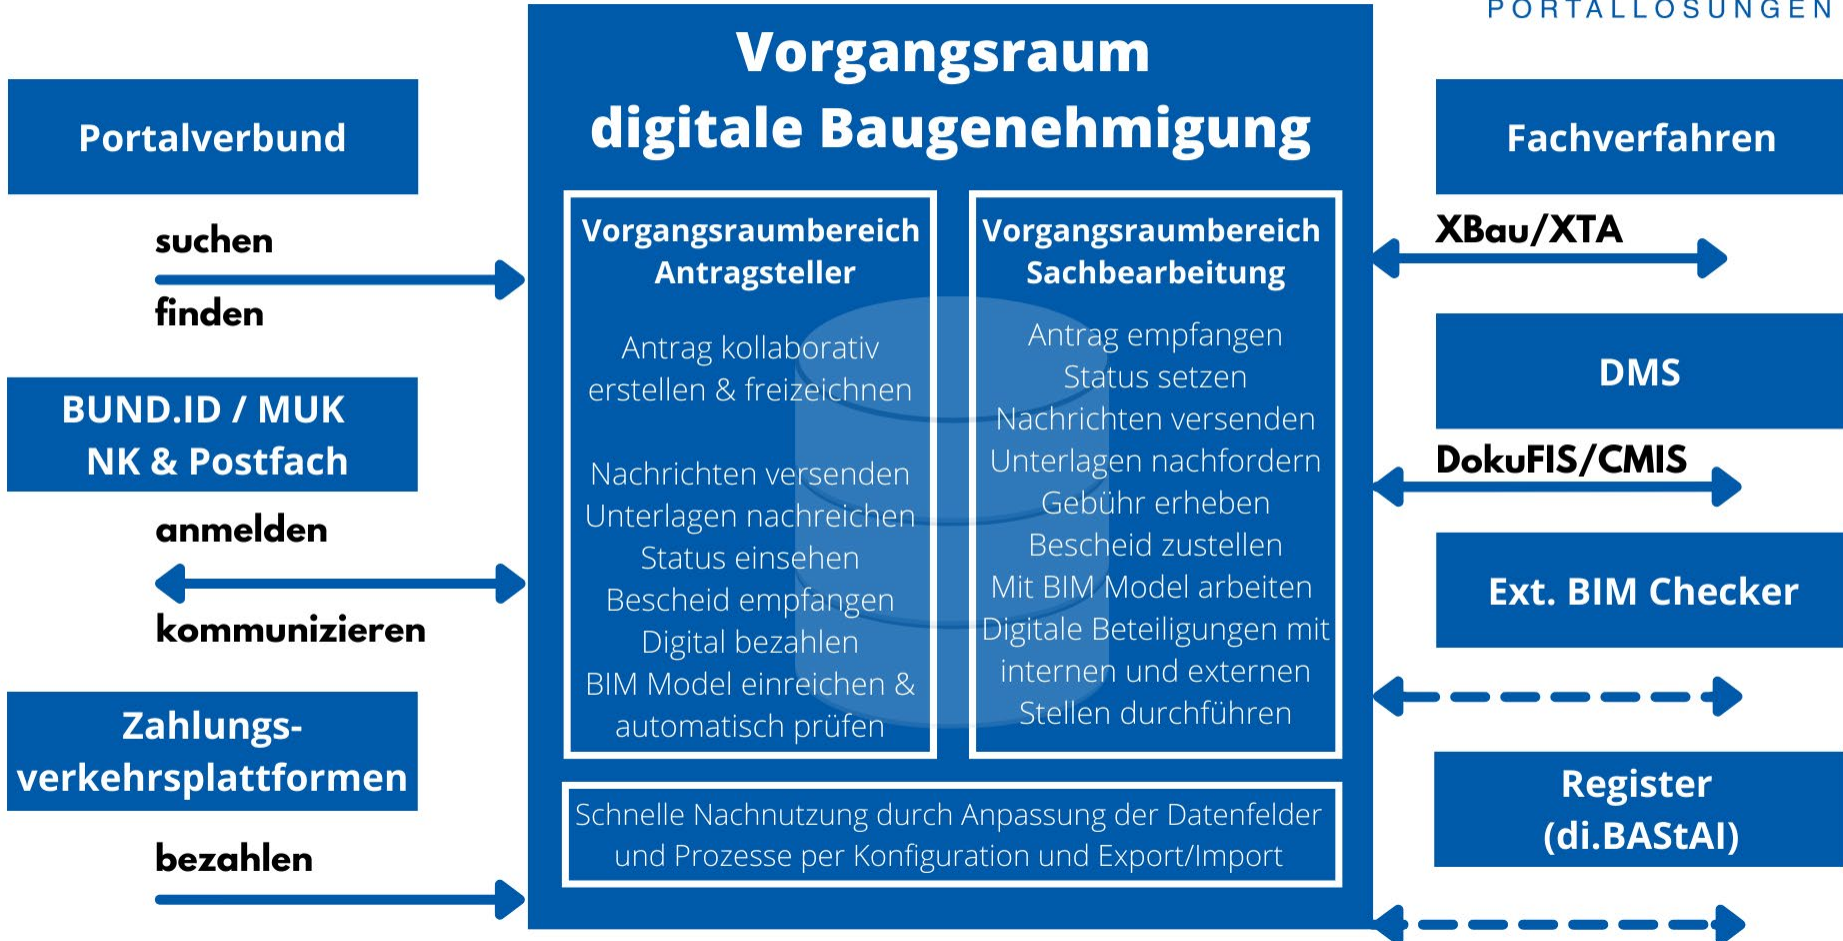 PORTALLÖSUNGEN
Vorgangsraum
digitale Baugenehmigung
Portalverbund
suchen
finden
BUND.ID / MUK
NK & Postfach
anmelden
kommunizieren
Zahlungs-
verkehrsplattformen
bezahlen
Vorgangsraumbereich
Antragsteller
Antrag kollaborativ
erstellen & freizeichnen
Nachrichten versenden
Unterlagen nachreichen
Status einsehen
Bescheid empfangen
Digital bezahlen
BIM Model einreichen &
automatisch prüfen
Vorgangsraumbereich
Sachbearbeitung
Antrag empfangen
Status setzen
Nachrichten versenden
Unterlagen nachfordern
Gebühr erheben
Bescheid zustellen
Mit BIM Model arbeiten
Digitale Beteiligungen mit
internen und externen
Stellen durchführen
Schnelle Nachnutzung durch Anpassung der Datenfelder
und Prozesse per Konfiguration und Export/Import
Fachverfahren
XBau/XTA
DMS
DokuFIS/CMIS
Ext. BIM Checker
Register
(di.BAStAI)